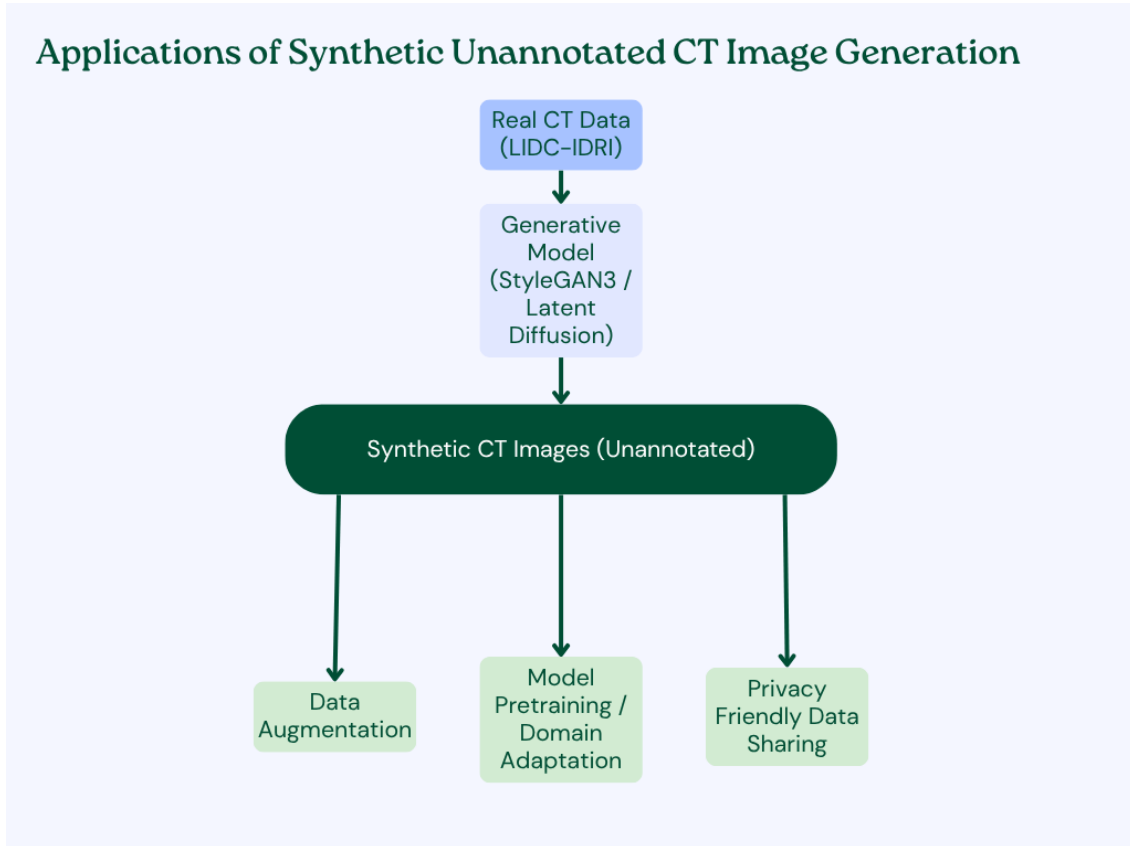 Applications of Synthetic Unannotated CT Image Generation
Real CT Data
(LIDC-IDRI)
Generative
Model
(StyleGAN3 /
Latent
Diffusion)
Synthetic CT Images (Unannotated)
Data
Augmentation
Model
Pretraining /
Domain
Adaptation
Privacy
Friendly Data
Sharing